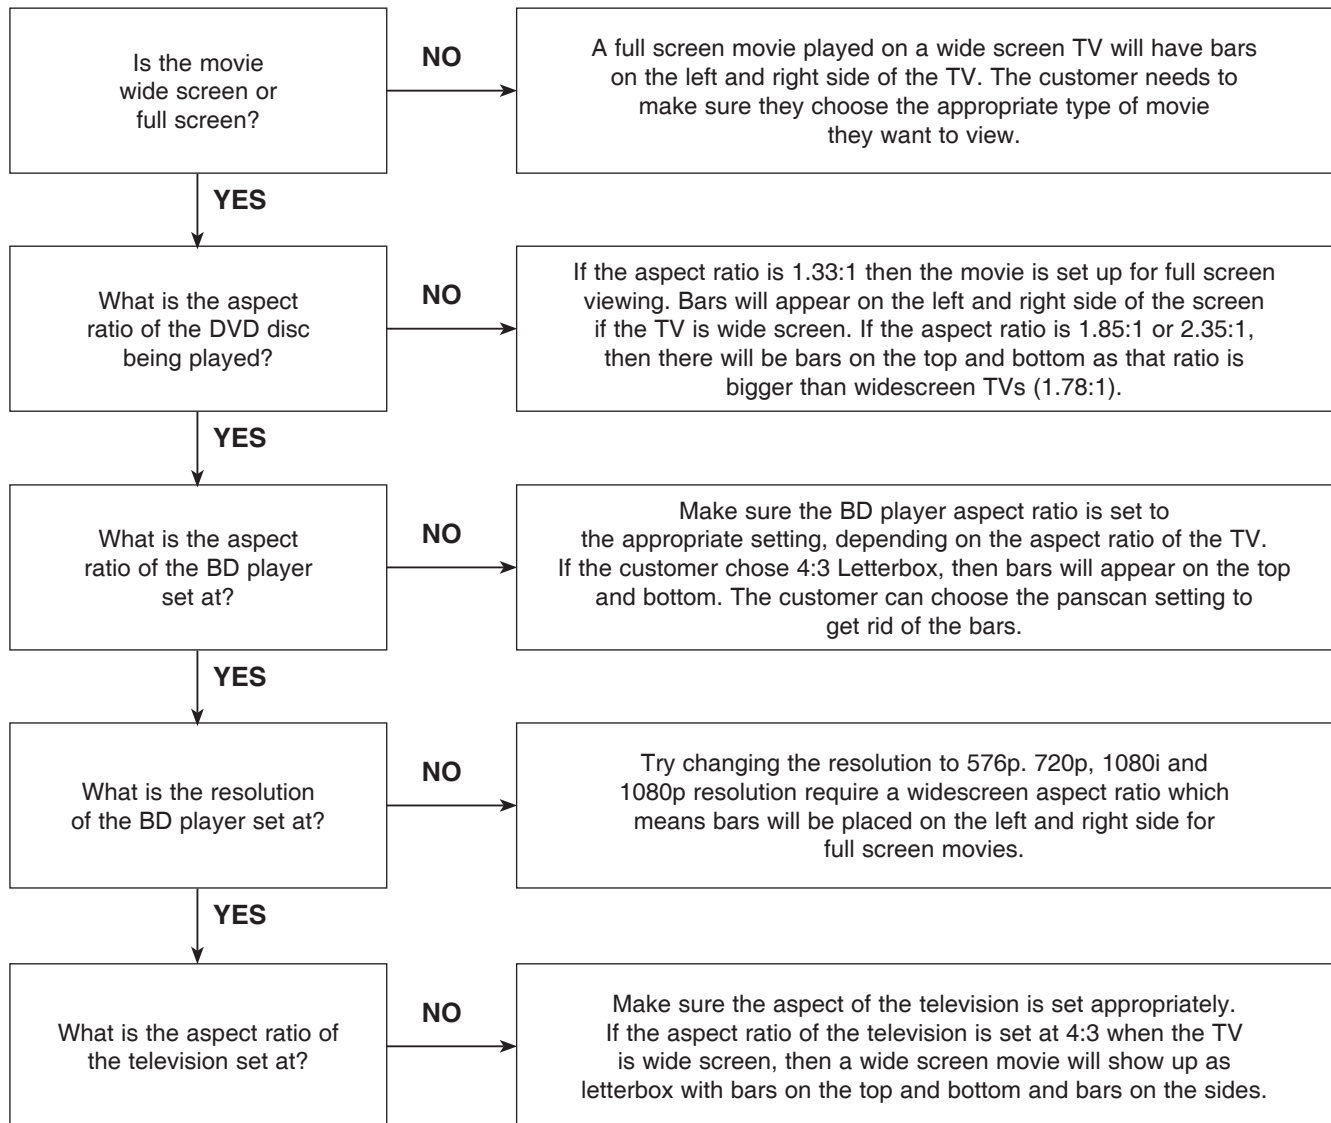 Is the movie
wide screen or
full screen?
NO
A full screen movie played on a wide screen TV will have bars
on the left and right side of the TV. The customer needs to
make sure they choose the appropriate type of movie
they want to view.
YES
What is the aspect
ratio of the DVD disc
being played?
NO
If the aspect ratio is 1.33:1 then the movie is set up for full screen
viewing. Bars will appear on the left and right side of the screen
if the TV is wide screen. If the aspect ratio is 1.85:1 or 2.35:1,
then there will be bars on the top and bottom as that ratio is
bigger than widescreen TVs (1.78:1).
YES
What is the aspect
ratio of the BD player
set at?
NO
Make sure the BD player aspect ratio is set to
the appropriate setting, depending on the aspect ratio of the TV.
If the customer chose 4:3 Letterbox, then bars will appear on the top
and bottom. The customer can choose the panscan setting to
get rid of the bars.
YES
What is the resolution
of the BD player set at?
NO
Try changing the resolution to 576p. 720p, 1080i and
1080p resolution require a widescreen aspect ratio which
means bars will be placed on the left and right side for
full screen movies.
YES
What is the aspect ratio of
the television set at?
NO
Make sure the aspect of the television is set appropriately.
If the aspect ratio of the television is set at 4:3 when the TV
is wide screen, then a wide screen movie will show up as
letterbox with bars on the top and bottom and bars on the sides.